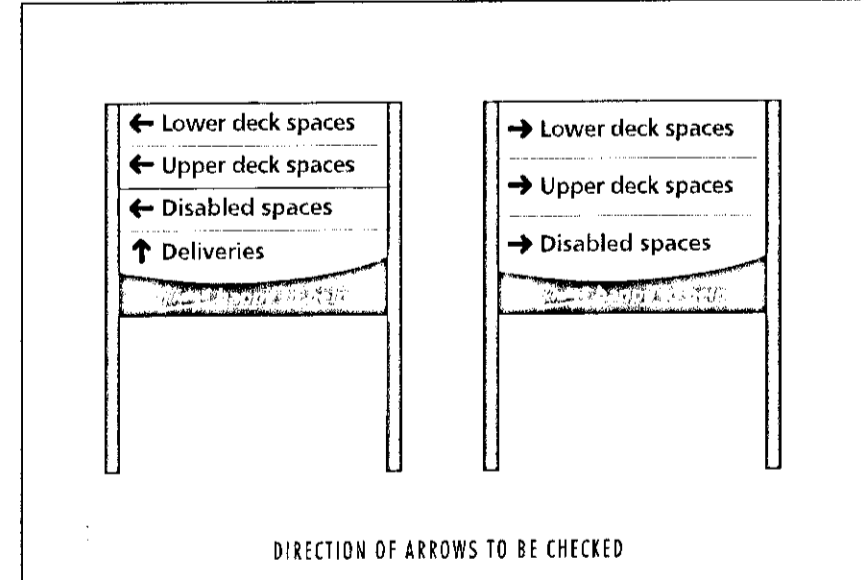 ← Lower deck spaces
← Upper deck spaces
← Disabled spaces
↑ Deliveries
→ Lower deck spaces
→ Upper deck spaces
→ Disabled spaces
DIRECTION OF ARROWS TO BE CHECKED